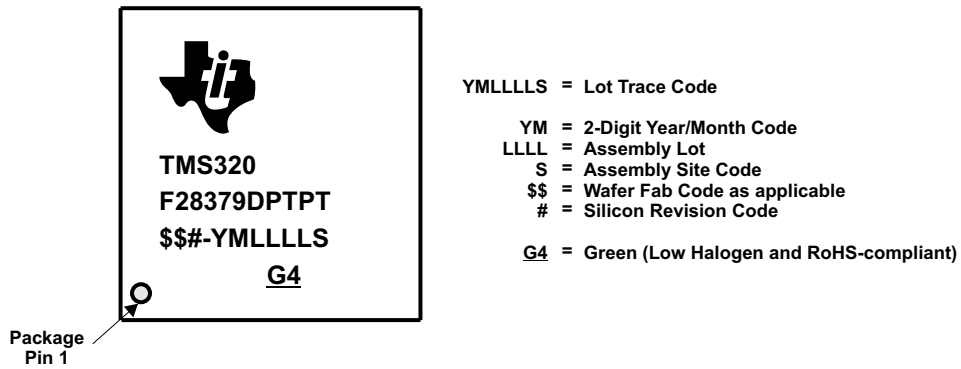 TMS320
F28379DPTPT
$$#-YMLLLLS
G4
Package
Pin 1
YMLLLLS = Lot Trace Code
YM = 2-Digit Year/Month Code
LLLL = Assembly Lot
S = Assembly Site Code
$$ = Wafer Fab Code as applicable
# = Silicon Revision Code
G4 = Green (Low Halogen and RoHS-compliant)